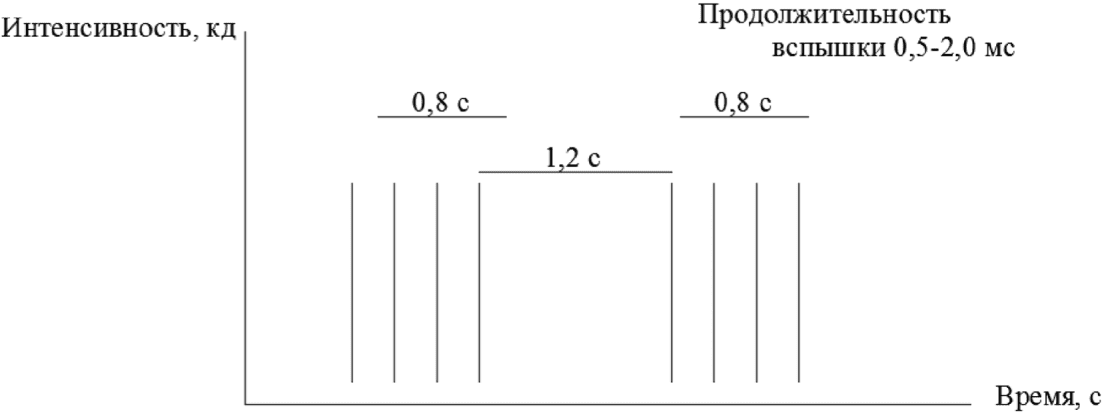 Продолжительность
вспышки 0,5-2,0 мс
Интенсивность, кд
0,8 с
0,8 с
1,2 с
Время, с